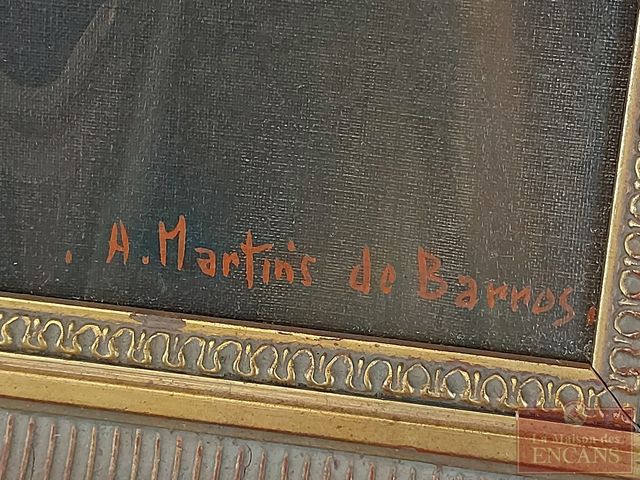 . A. Martins de Barros.
La Maison des
ENCANS